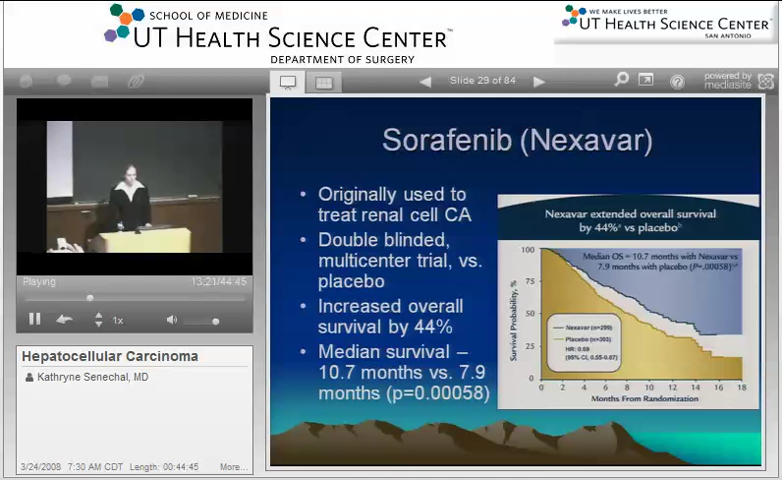 SCHOOL OF MEDICINE
UT HEALTH SCIENCE CENTER™
DEPARTMENT OF SURGERY
WE MAKE LIVES BETTER
UT HEALTH SCIENCE CENTER
SAN ANTONIO
Slide 29 of 84
powered by
mediasite
Playing
13:21/44:45
1x
Hepatocellular Carcinoma
Kathryne Senechal, MD
3/24/2008 7:30 AM CDT Length: 00:44:45 More...
Sorafenib (Nexavar)
• Originally used to
treat renal cell CA
• Double blinded,
multicenter trial, vs.
placebo
• Increased overall
survival by 44%
• Median survival –
10.7 months vs. 7.9
months (p=0.00058)
Nexavar extended overall survival
by 44% vs placebo
Median OS = 10.7 months with Nexavar vs
7.9 months with placebo (P=.00058)
Survival Probability, %
100
75
50
25
0
Nexavar (n=299)
Placebo (n=303)
HR: 0.69
(95% CI, 0.55-0.87)
0 2 4 6 8 10 12 14 16 18
Months From Randomization